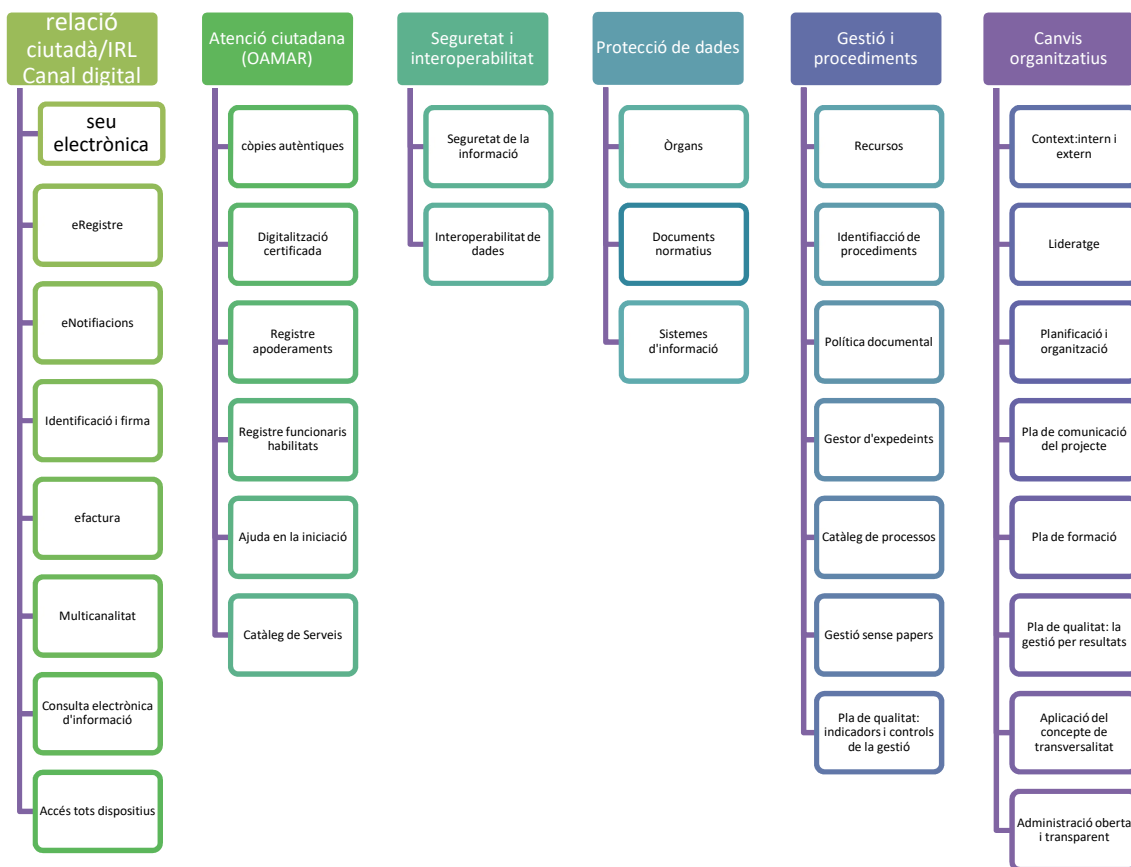 relació
ciutadà/IRL
Canal digital
seu
electrònica
eRegistre
eNotifiacions
Identificació i firma
efactura
Multicanalitat
Consulta electrònica
d'informació
Accés tots dispositius
Atenció ciutadana
(OAMAR)
còpies autèntiques
Digitalització
certificada
Registre
apoderaments
Registre funcionaris
habilitats
Ajuda en la iniciació
Catàleg de Serveis
Seguretat i
interoperabilitat
Seguretat de la
informació
Interoperabilitat de
dades
Protecció de dades
Òrgans
Documents
normatius
Sistemes
d'informació
Gestió i
procediments
Recursos
Identifiacció de
procediments
Política documental
Gestor d'expedeints
Catàleg de processos
Gestió sense papers
Pla de qualitat:
indicadors i controls
de la gestió
Canvis
organitzatius
Context:intern i
extern
Lideratge
Planificació i
organització
Pla de comunicació
del projecte
Pla de formació
Pla de qualitat: la
gestió per resultats
Aplicació del
concepte de
transversalitat
Administració oberta
i transparent